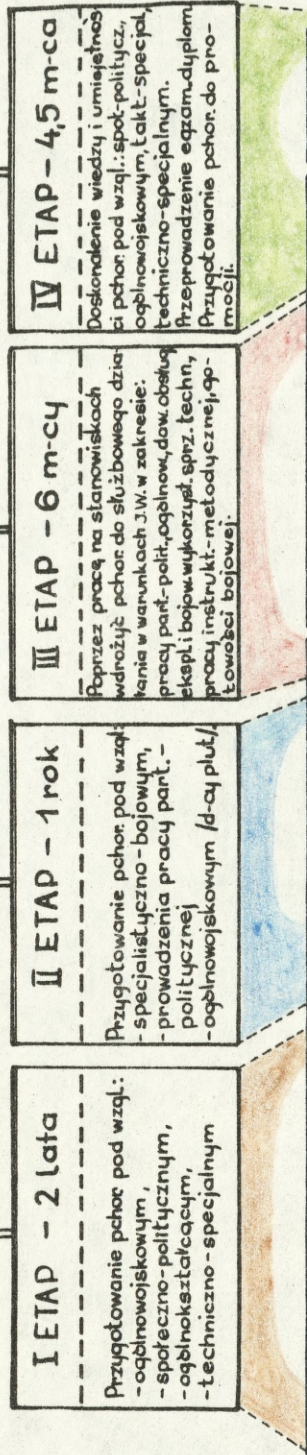 I ETAP - 2 lata
Przygotowanie pchor. pod wzgl.:
- ogólnowojskowym,
- społeczno-politycznym,
- ogólnokształcącym,
- techniczno-specjalnym
II ETAP - 1 rok
Przygotowanie pchor. pod wzgl:
- specjalistyczno-bojowym,
- prowadzenia pracy part.-
politycznej
- ogólnowojskowym /d-cy plut/.
III ETAP - 6 m-cy
Poprzez pracę na stanowiskach
wdrożyć pchor. do służbowego dzia-
łania w warunkach J.W. w zakresie:
pracy part.-polit., ogólnow., dow. obsług
ekspl. i bojow. wykorzyst. sprz. techn.,
pracy instrukt.-metodycznej, go-
towości bojowej.
IV ETAP - 4,5 m-ca
Doskonalenie wiedzy i umiejętnoś-
ci pchor. pod wzgl.: społ-politycz.,
ogólnowojskowym, takt-specjal,
techniczno-specjalnym.
Przeprowadzenie egzam. dyplom.
Przygotowanie pchor. do pro-
mocji.